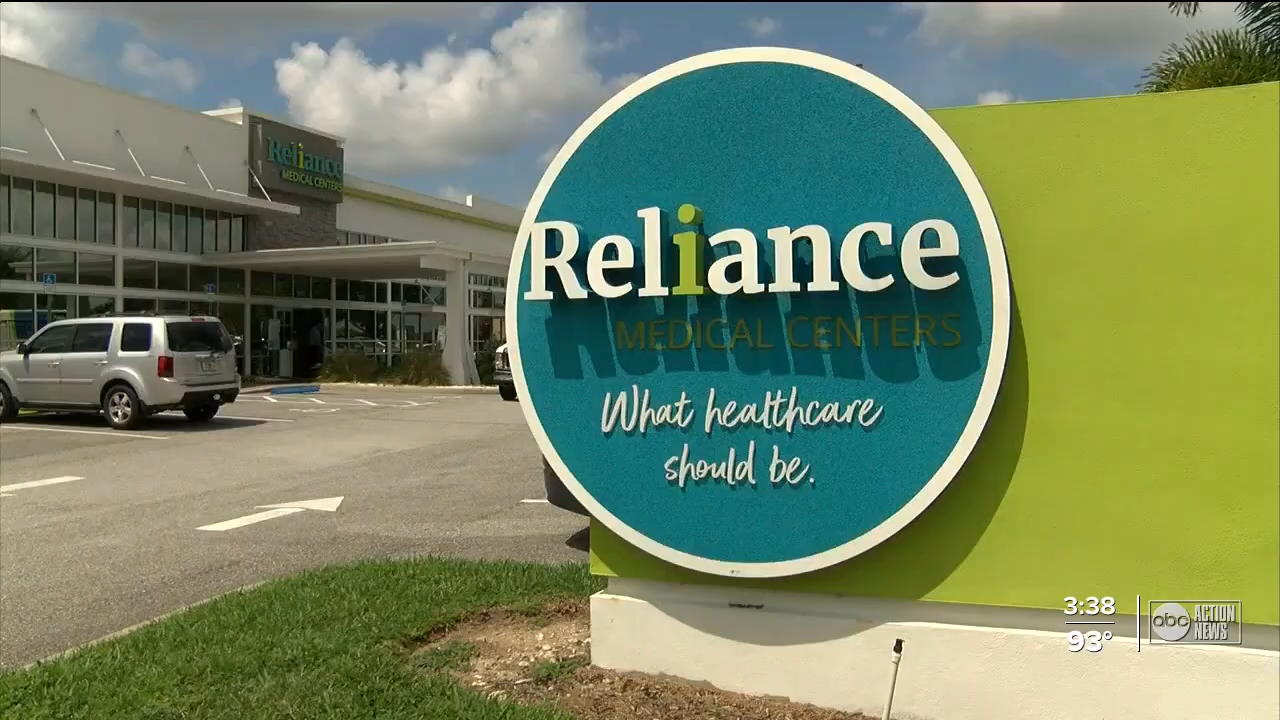 Reliance
MEDICAL CENTERS
Reliance
MEDICAL CENTERS
What healthcare
should be.
3:38
93°
abc ACTION
NEWS